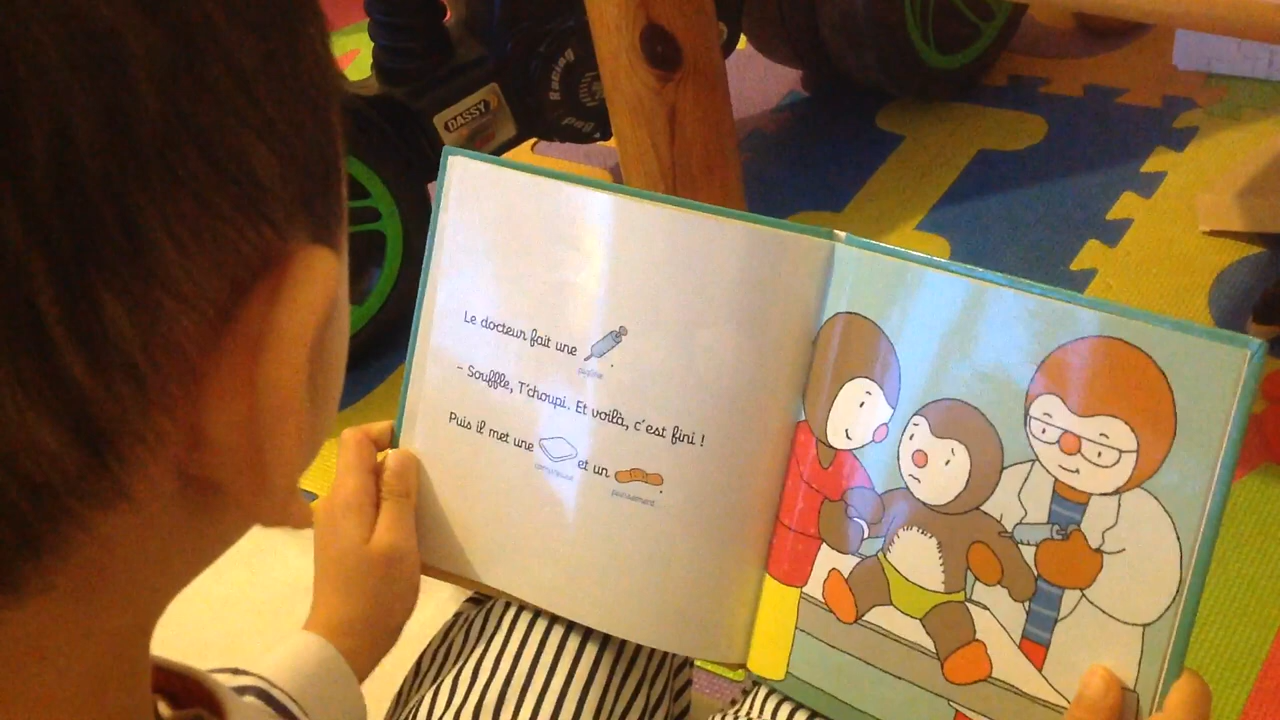 Racing
DASSY
Le docteur fait une
piqûre
.
- Souffle, T'choupi. Et voilà, c'est fini !
Puis il met une et un .
compresse
pansement